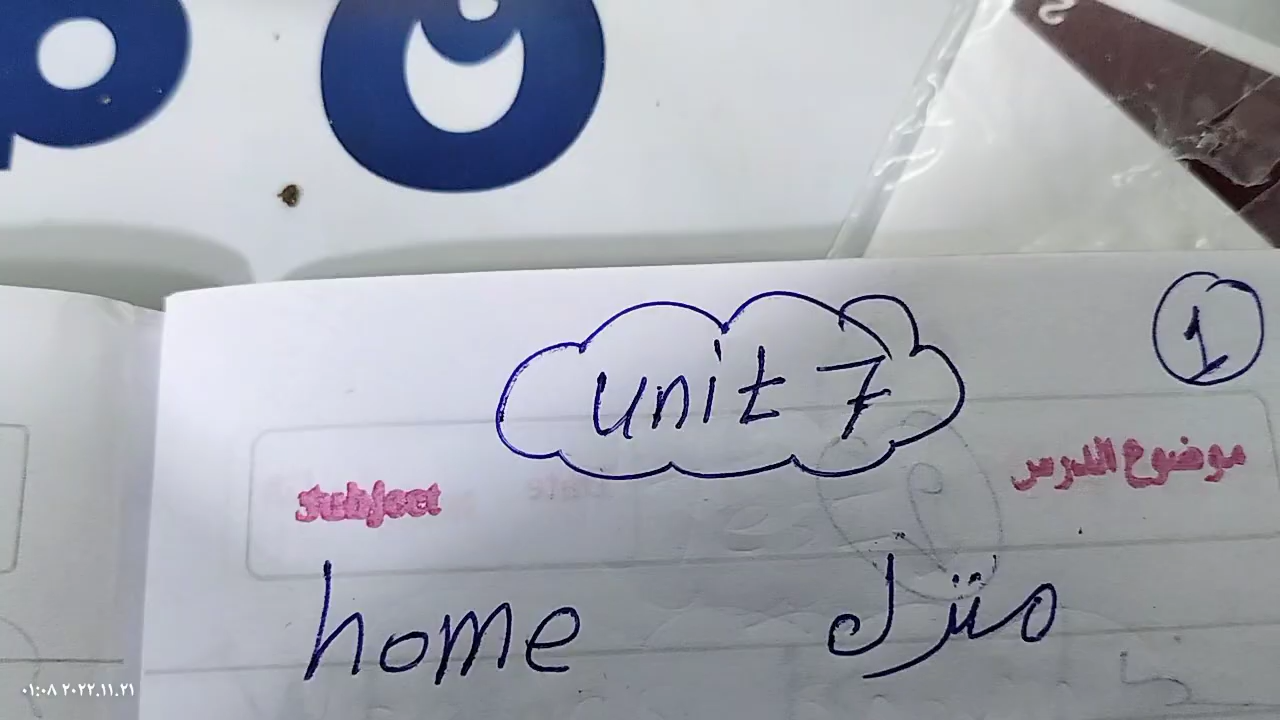 unit 7
1
Subject موضوع الدرس
home منزل
٠١:٠٨ ٢٠٢٢.١١.٢١